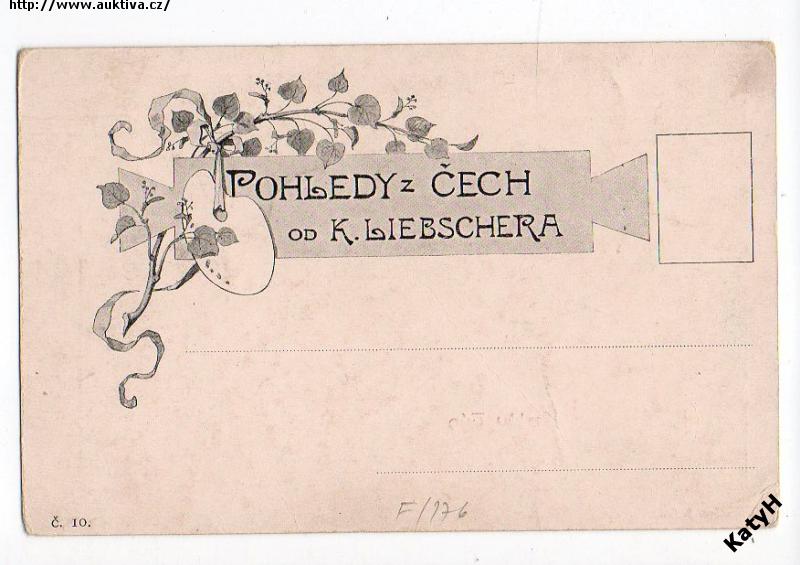 http://www.auktiva.cz/
POHLEDY Z ČECH
OD K. LIEBSCHERA
č. 10.
F/176
KatyH